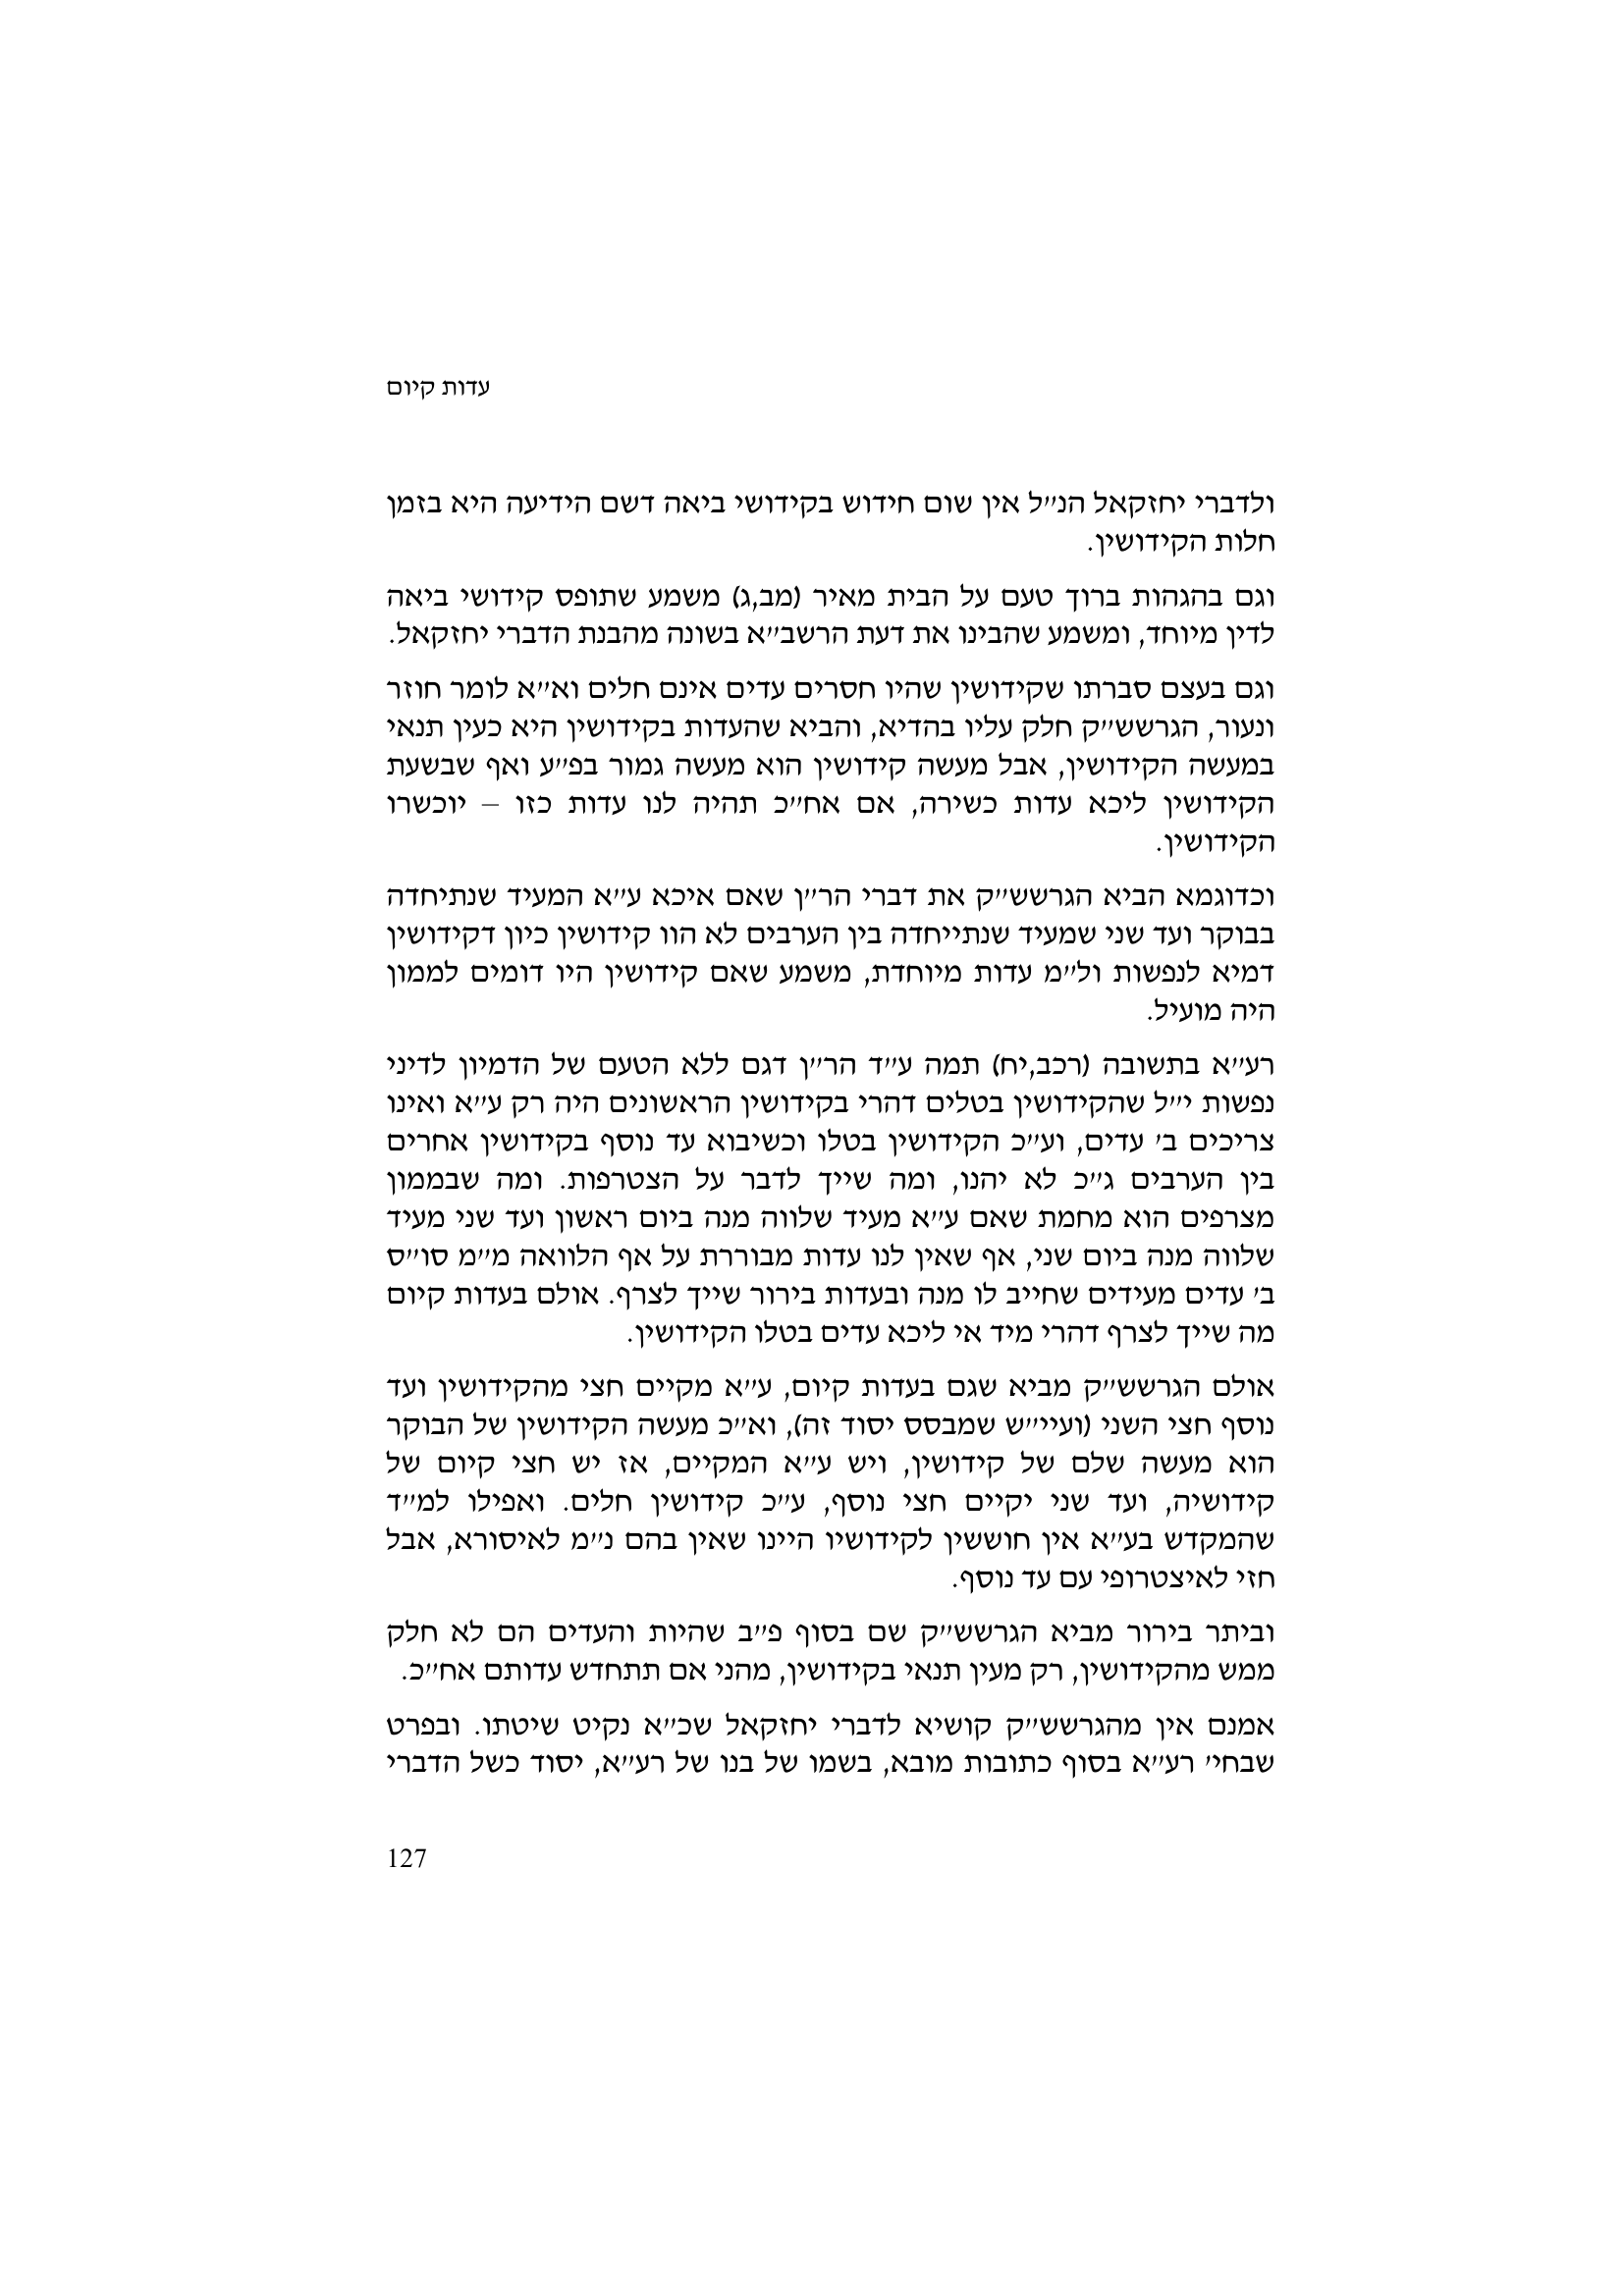 עדות קיום
ולדברי יחזקאל הנ״ל אין שום חידוש בקידושי ביאה דשם הידיעה היא בזמן
חלות הקידושין.
וגם בהגהות ברוך טעם על הבית מאיר (מב,ג) משמע שתופס קידושי ביאה
לדין מיוחד, ומשמע שהבינו את דעת הרשב״א בשונה מהבנת הדברי יחזקאל.
וגם בעצם סברתו שקידושין שהיו חסרים עדים אינם חלים וא״א לומר חוזר
ונעור, הגרשש״ק חלק עליו בהדיא, והביא שהעדות בקידושין היא כעין תנאי
במעשה הקידושין, אבל מעשה קידושין הוא מעשה גמור בפ״ע ואף שבשעת
הקידושין ליכא עדות כשירה, אם אח״כ תהיה לנו עדות כזו – יוכשרו
הקידושין.
וכדוגמא הביא הגרשש״ק את דברי הר״ן שאם איכא ע״א המעיד שנתיחדה
בבוקר ועד שני שמעיד שנתייחדה בין הערבים לא הוו קידושין כיון דקידושין
דמיא לנפשות ול״מ עדות מיוחדת, משמע שאם קידושין היו דומים לממון
היה מועיל.
רע״א בתשובה (רכב,יח) תמה ע״ד הר״ן דגם ללא הטעם של הדמיון לדיני
נפשות י״ל שהקידושין בטלים דהרי בקידושין הראשונים היה רק ע״א ואינו
צריכים ב׳ עדים, וע״כ הקידושין בטלו וכשיבוא עד נוסף בקידושין אחרים
בין הערבים ג״כ לא יהנו, ומה שייך לדבר על הצטרפות. ומה שבממון
מצרפים הוא מחמת שאם ע״א מעיד שלווה מנה ביום ראשון ועד שני מעיד
שלווה מנה ביום שני, אף שאין לנו עדות מבוררת על אף הלוואה מ״מ סו״ס
ב׳ עדים מעידים שחייב לו מנה ובעדות בירור שייך לצרף. אולם בעדות קיום
מה שייך לצרף דהרי מיד אי ליכא עדים בטלו הקידושין.
אולם הגרשש״ק מביא שגם בעדות קיום, ע״א מקיים חצי מהקידושין ועד
נוסף חצי השני (ועיי״ש שמבסס יסוד זה), וא״כ מעשה הקידושין של הבוקר
הוא מעשה שלם של קידושין, ויש ע״א המקיים, אז יש חצי קיום של
קידושיה, ועד שני יקיים חצי נוסף, ע״כ קידושין חלים. ואפילו למ״ד
שהמקדש בע״א אין חוששין לקידושיו היינו שאין בהם נ״מ לאיסורא, אבל
חזי לאיצטרופי עם עד נוסף.
וביתר בירור מביא הגרשש״ק שם בסוף פ״ב שהיות והעדים הם לא חלק
ממש מהקידושין, רק מעין תנאי בקידושין, מהני אם תתחדש עדותם אח״כ.
אמנם אין מהגרשש״ק קושיא לדברי יחזקאל שכ״א נקיט שיטתו. ובפרט
שבחי׳ רע״א בסוף כתובות מובא, בשמו של בנו של רע״א, יסוד כשל הדברי
127